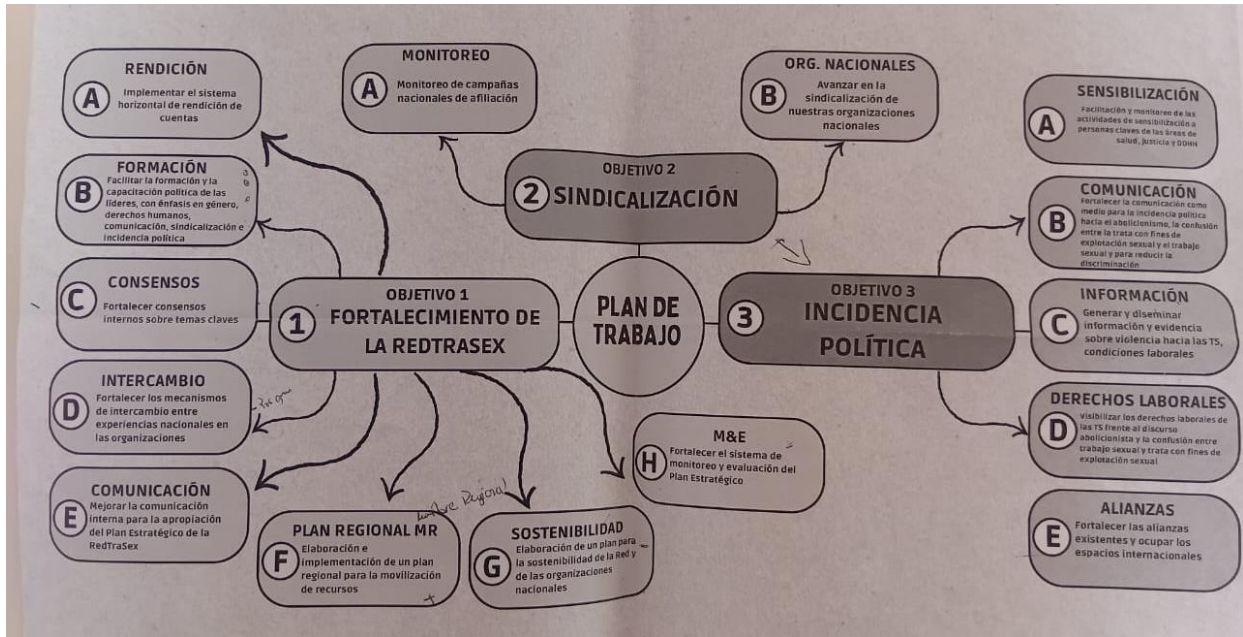 PLAN DE
TRABAJO
OBJETIVO 1
1 FORTALECIMIENTO DE
LA REDTRASEX
RENDICIÓN
A
Implementar el sistema
horizontal de rendición de
cuentas
FORMACIÓN
B
Facilitar la formación y la
capacitación política de las
líderes, con énfasis en género,
derechos humanos,
comunicación, sindicalización e
incidencia política
CONSENSOS
C
Fortalecer consensos
internos sobre temas claves
INTERCAMBIO
D
Fortalecer los mecanismos
de intercambio entre
experiencias nacionales en
las organizaciones
COMUNICACIÓN
E
Mejorar la comunicación
interna para la apropiación
del Plan Estratégico de la
RedTraSex
PLAN REGIONAL MR
F
Elaboración e
implementación de un plan
regional para la movilización
de recursos
Regional
SOSTENIBILIDAD
G
Elaboración de un plan para
la sostenibilidad de la Red y
de las organizaciones
nacionales
M&E
H
Fortalecer el sistema de
monitoreo y evaluación del
Plan Estratégico
OBJETIVO 2
2 SINDICALIZACIÓN
MONITOREO
A
Monitoreo de campañas
nacionales de afiliación
ORG. NACIONALES
B
Avanzar en la
sindicalización de
nuestras organizaciones
nacionales
OBJETIVO 3
3 INCIDENCIA
POLÍTICA
SENSIBILIZACIÓN
A
Facilitación y monitoreo de las
actividades de sensibilización a
personas claves de las áreas de
salud, justicia y DDHH
COMUNICACIÓN
B
Fortalecer la comunicación como
medio para la incidencia política
hacia el abolicionismo, la confusión
entre la trata con fines de
explotación sexual y el trabajo
sexual y para reducir la
discriminación
INFORMACIÓN
C
Generar y diseminar
información y evidencia
sobre violencia hacia las TS,
condiciones laborales
DERECHOS LABORALES
D
Visibilizar los derechos laborales de
las TS frente al discurso
abolicionista y la confusión entre
trabajo sexual y trata con fines de
explotación sexual
ALIANZAS
E
Fortalecer las alianzas
existentes y ocupar los
espacios internacionales